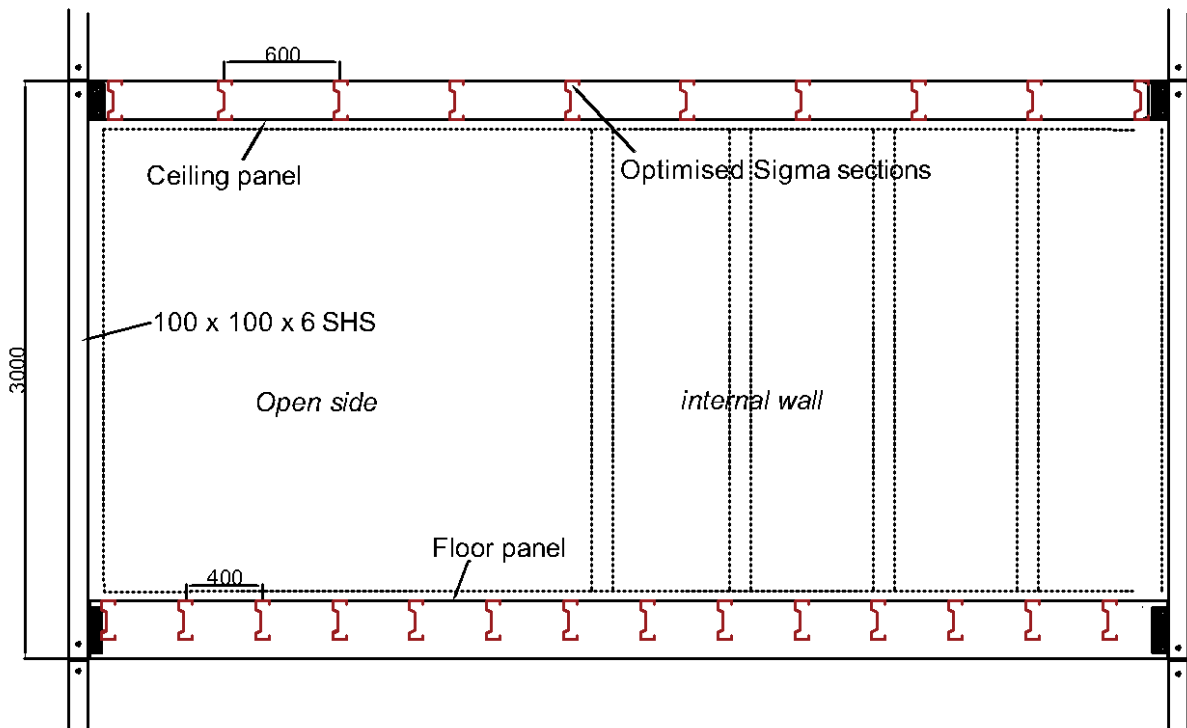 600
Ceiling panel
Optimised Sigma sections
100 x 100 x 6 SHS
3000
Open side
internal wall
Floor panel
400